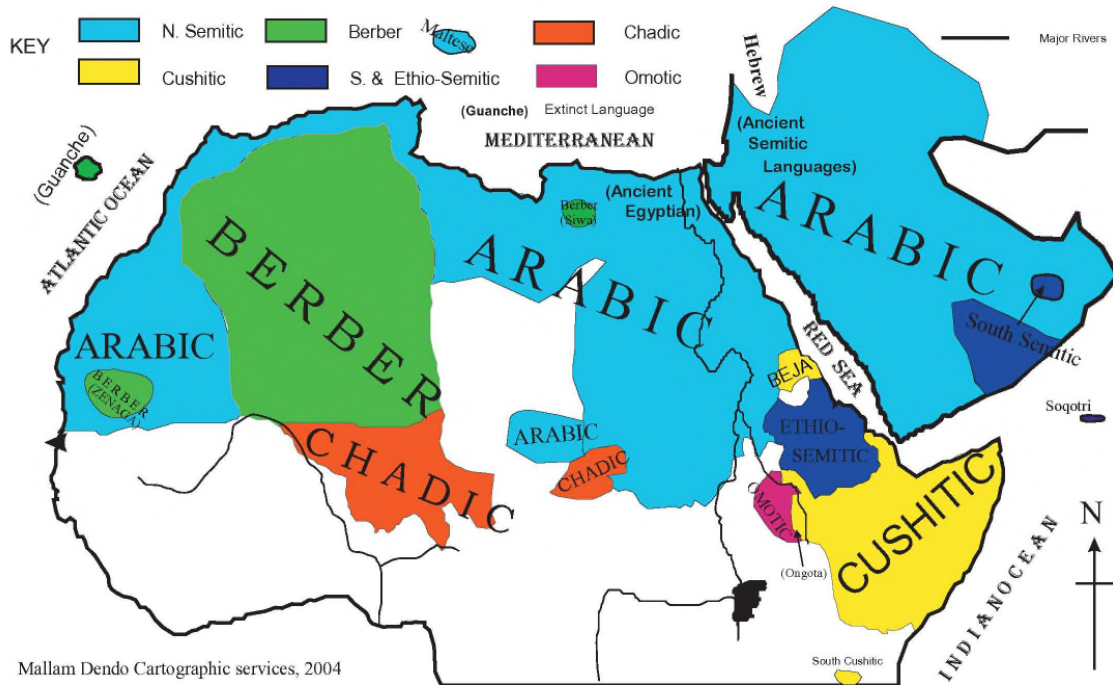 KEY
N. Semitic
Berber
Maltese
Chadic
Major Rivers
Cushitic
S. & Ethio-Semitic
Omotic
(Guanche) Extinct Language
MEDITERRANEAN
Hebrew
(Ancient
Semitic
Languages)
(Guanche)
ATLANTIC OCEAN
Berber
(Siwa)
(Ancient
Egyptian)
BERBER
ARABIC
ARABIC
ARABIC
BERBER
(ZENAGA)
RED SEA
South Semitic
BEJA
Soqotri
ARABIC
ETHIO-
SEMITIC
CHADIC
CHADIC
CUSHITIC
OMOTIC
(Ongota)
N
INDIANOCEAN
South Cushitic
Mallam Dendo Cartographic services, 2004